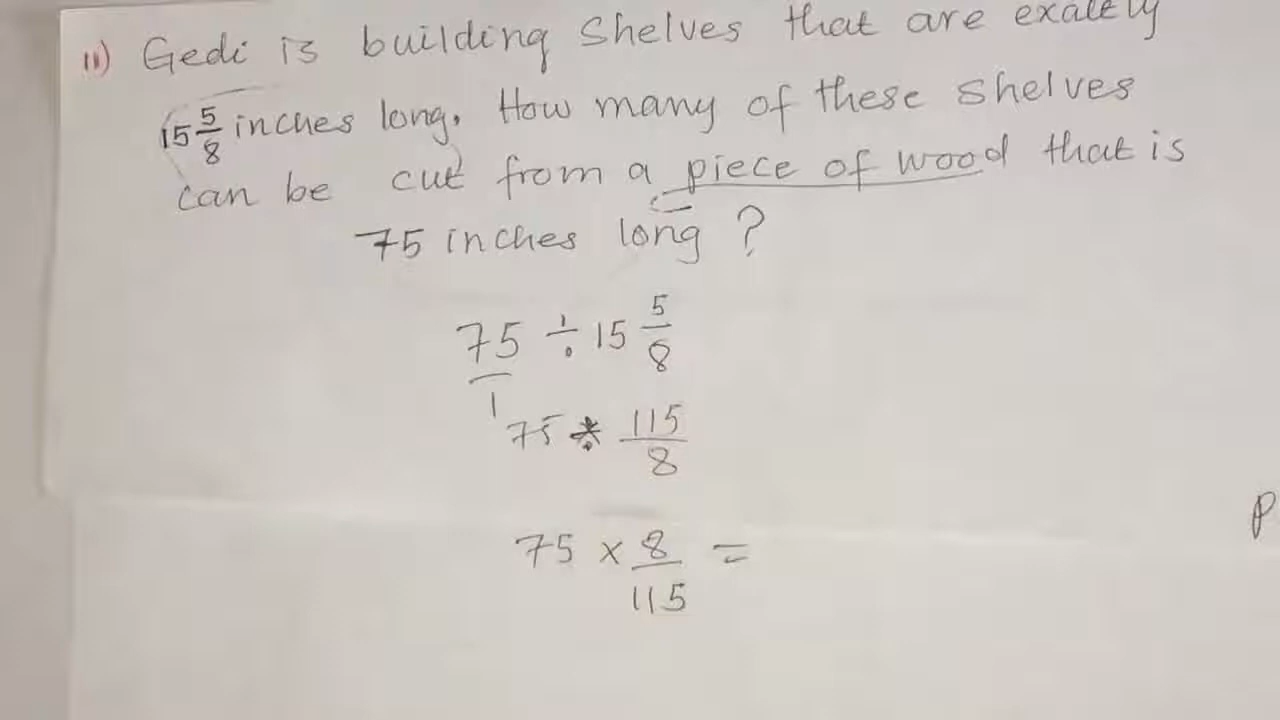 11) Gedi is building Shelves that are exactly
15 5/8 inches long. How many of these shelves
can be cut from a piece of wood that is
75 inches long ?
75/1 ÷ 15 5/8
75 ÷ 115/8
75 × 8/115 =
P